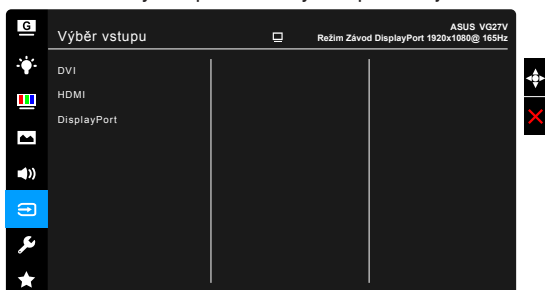 G
ASUS VG27V
Výběr vstupu
Režim Závod DisplayPort 1920x1080@ 165Hz
DVI
HDMI
DisplayPort